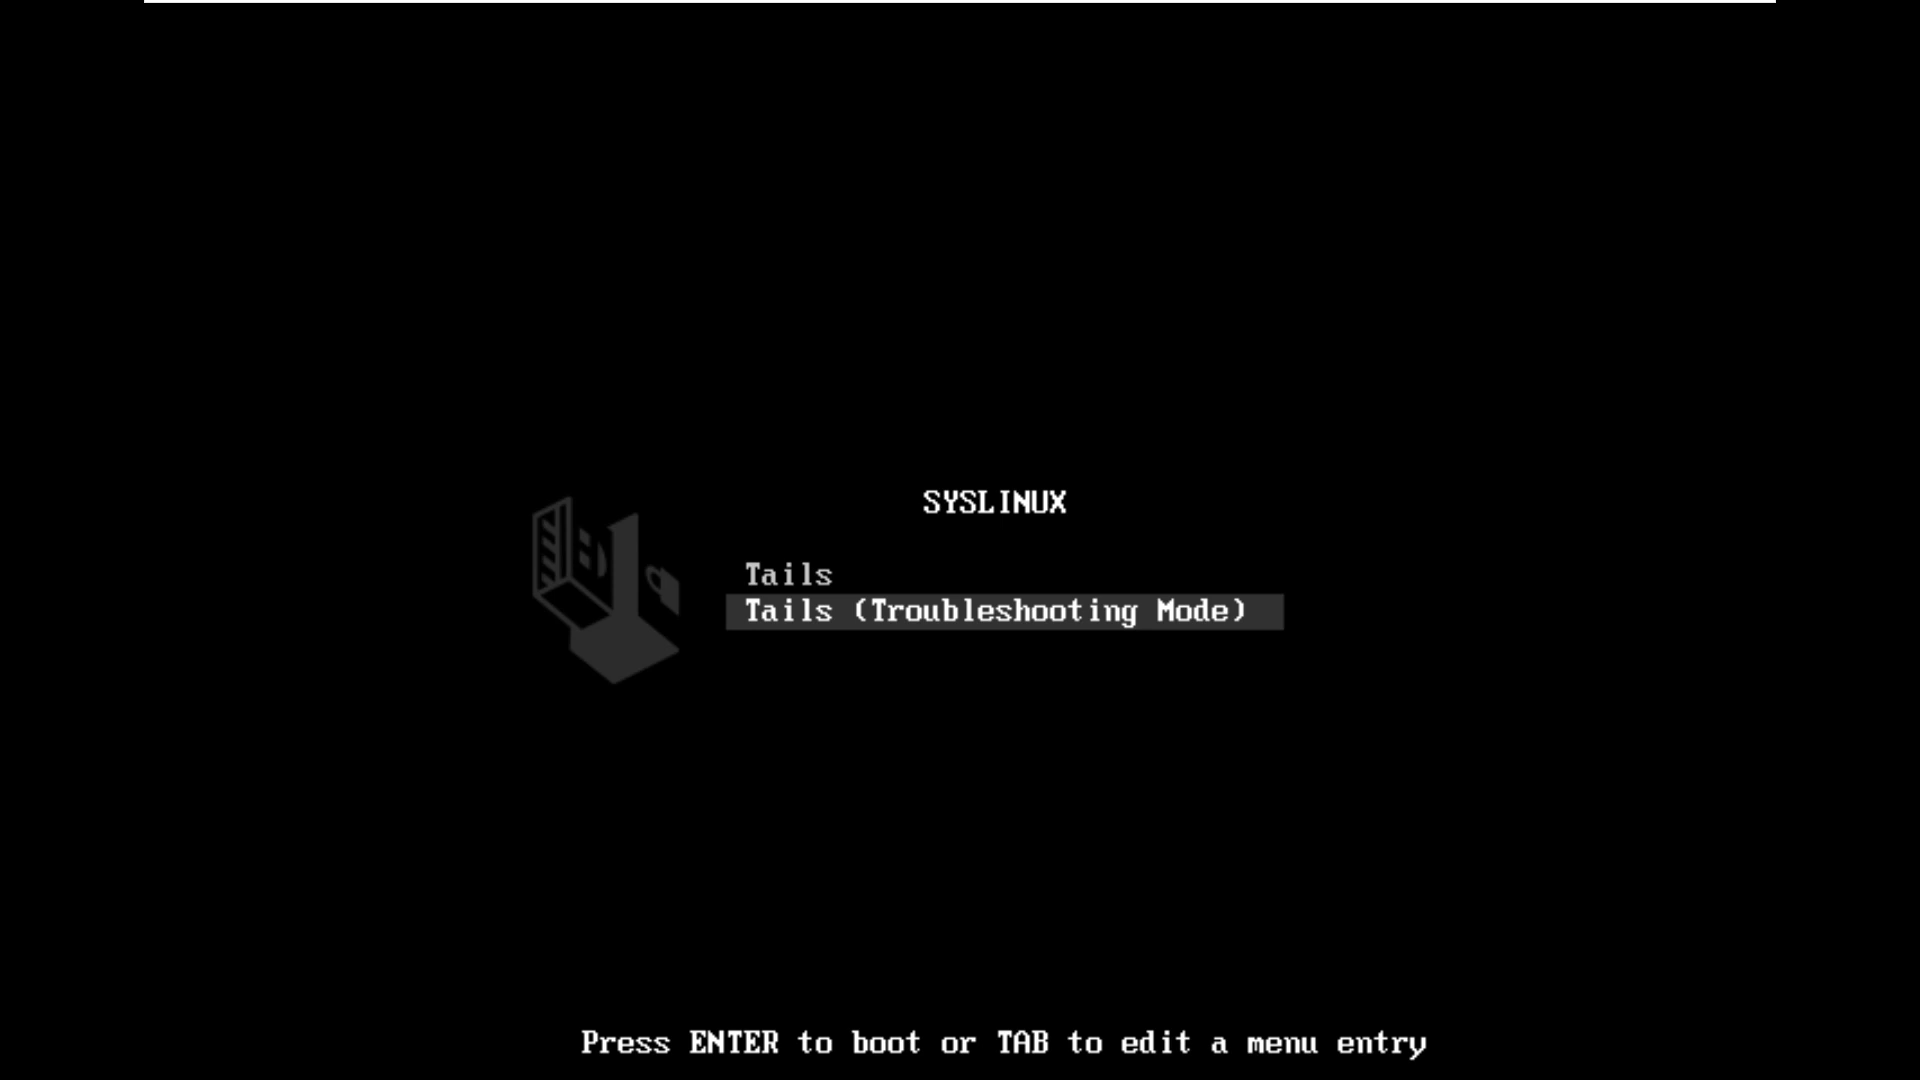 SYSLINUX
Tails
Tails (Troubleshooting Mode)
Press ENTER to boot or TAB to edit a menu entry